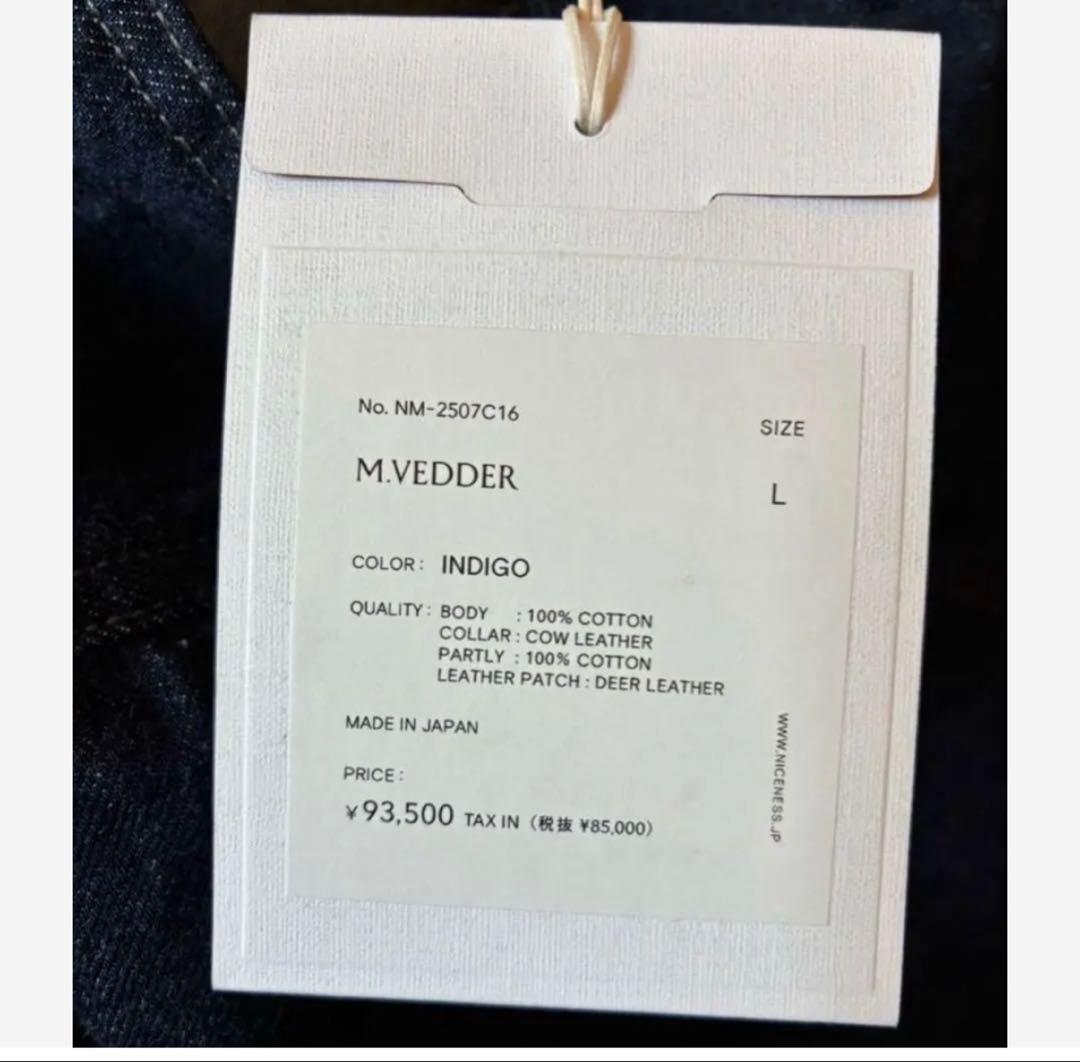 No. NM-2507C16
SIZE
M.VEDDER
L
COLOR : INDIGO
QUALITY : BODY : 100% COTTON
COLLAR : COW LEATHER
PARTLY : 100% COTTON
LEATHER PATCH : DEER LEATHER
MADE IN JAPAN
PRICE :
¥93,500 TAX IN (税抜 ¥85,000)
WWW.NICENESS.JP